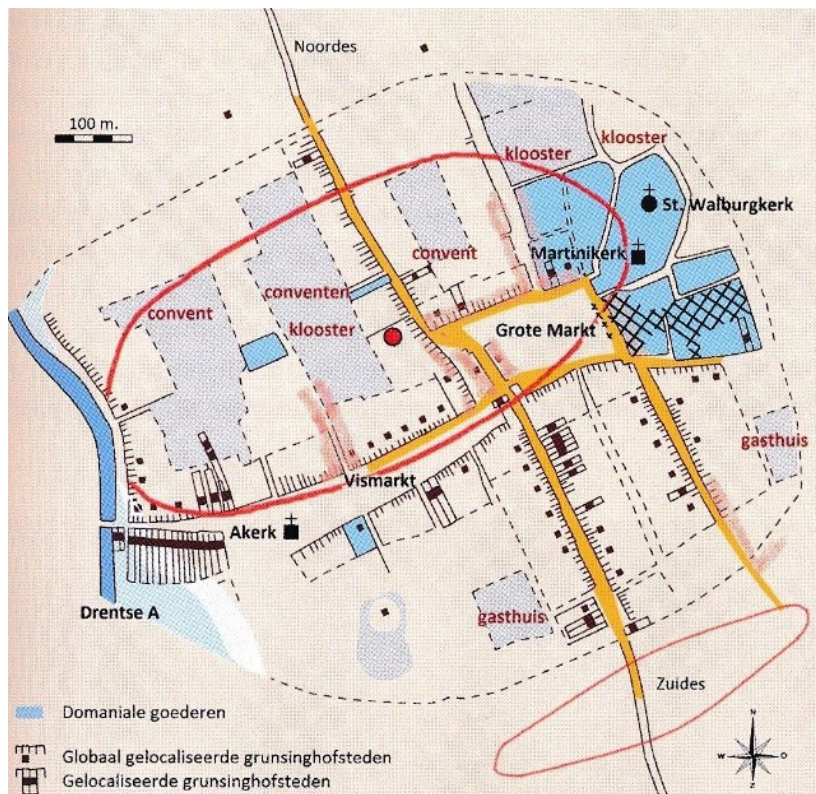 Noordes
100 m.
klooster
klooster
St. Walburgkerk
convent
Martinikerk
conventen
convent
klooster
Grote Markt
gasthuis
Vismarkt
Akerk
Drentse A
gasthuis
Zuides
Domaniale goederen
Globaal gelocaliseerde grunsinghofsteden
Gelocaliseerde grunsinghofsteden
N
W
O
Z